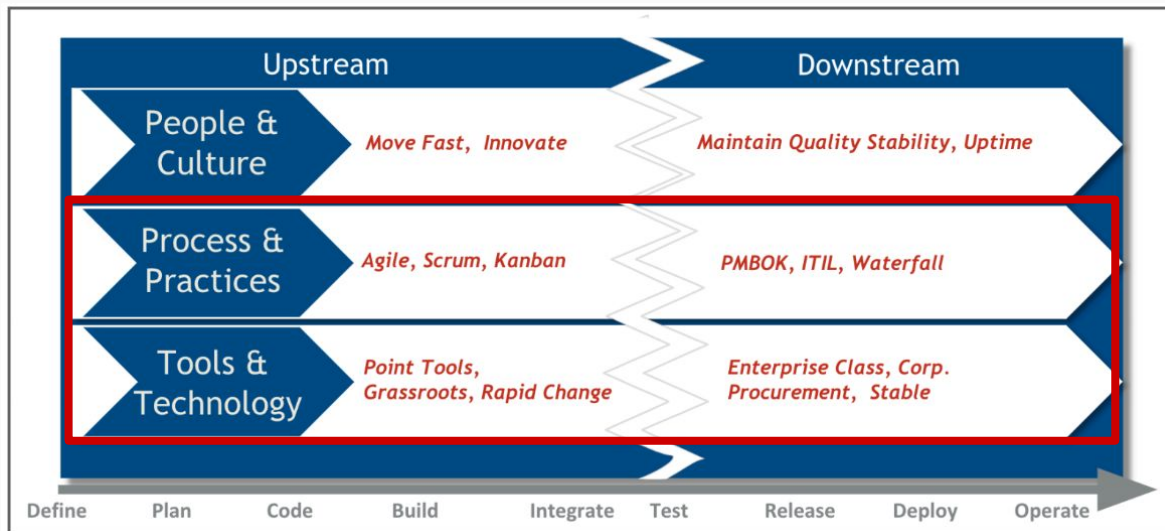 Upstream
Downstream
People &
Culture
Move Fast, Innovate
Maintain Quality Stability, Uptime
Process &
Practices
Agile, Scrum, Kanban
PMBOK, ITIL, Waterfall
Tools &
Technology
Point Tools,
Grassroots, Rapid Change
Enterprise Class, Corp.
Procurement, Stable
Define Plan Code Build Integrate Test Release Deploy Operate